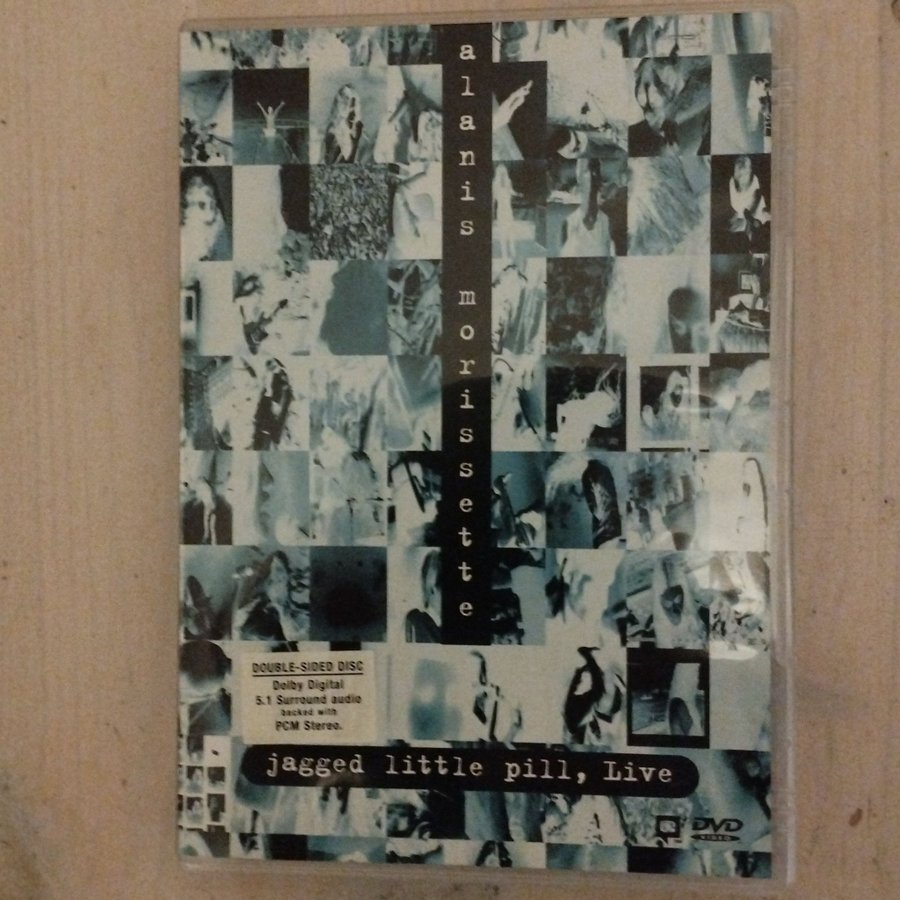 alanis morissette
DOUBLE-SIDED DISC
Dolby Digital
5.1 Surround audio
backed with
PCM Stereo.
jagged little pill, Live
DVD
VIDEO